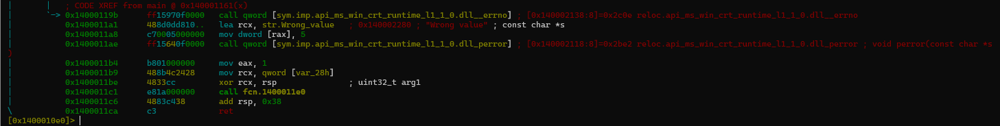 ; CODE XREF from main @ 0x140001161(x)
`-> 0x14000119b ff15970f0000 call qword [sym.imp.api_ms_win_crt_runtime_l1_1_0.dll__errno] ; [0x140002138:8]=0x2c0e reloc.api_ms_win_crt_runtime_l1_1_0.dll__errno
0x1400011a1 488d0dd810.. lea rcx, str.Wrong_value ; 0x140002280 ; "Wrong value" ; const char *s
0x1400011a8 c70005000000 mov dword [rax], 5
0x1400011ae ff15640f0000 call qword [sym.imp.api_ms_win_crt_runtime_l1_1_0.dll_perror] ; [0x140002118:8]=0x2be2 reloc.api_ms_win_crt_runtime_l1_1_0.dll_perror ; void perror(const char *s
)
0x1400011b4 b801000000 mov eax, 1
0x1400011b9 488b4c2428 mov rcx, qword [var_28h]
0x1400011be 4833cc xor rcx, rsp ; uint32_t arg1
0x1400011c1 e81a000000 call fcn.1400011e0
0x1400011c6 4883c438 add rsp, 0x38
\ 0x1400011ca c3 ret
[0x1400010e0]>